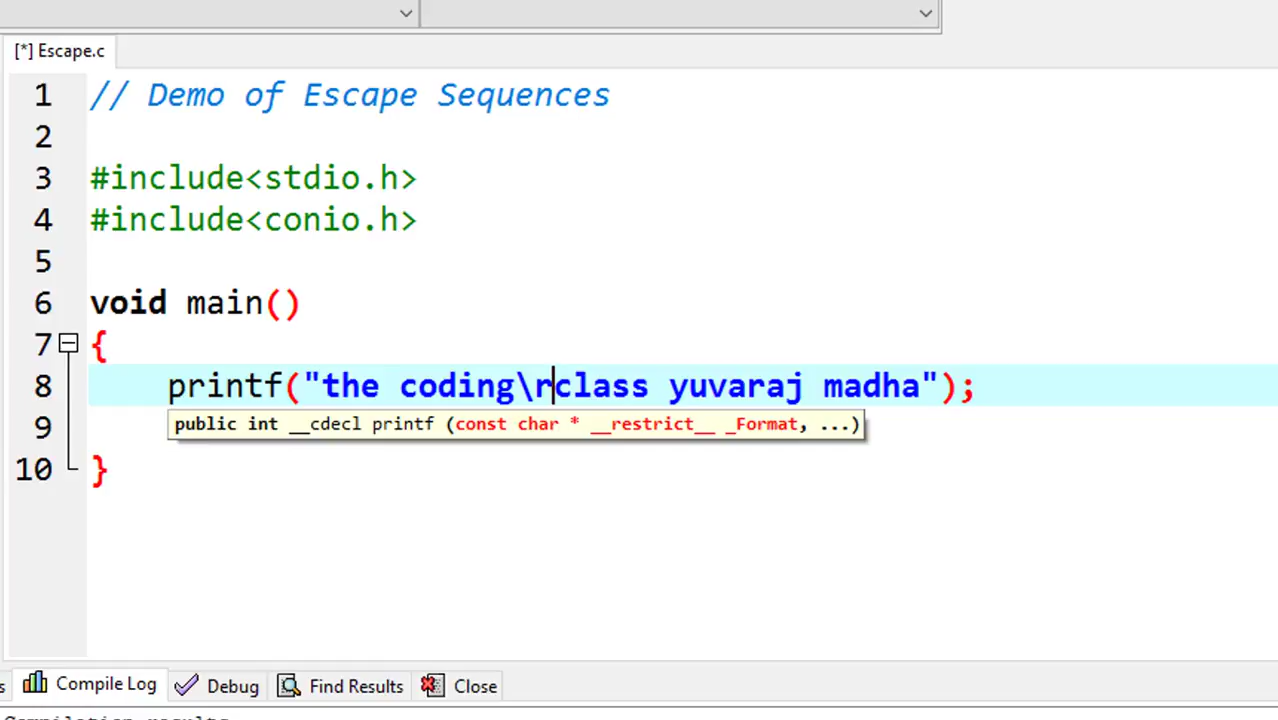 [*] Escape.c
1 // Demo of Escape Sequences
2
3 #include<stdio.h>
4 #include<conio.h>
5
6 void main()
7 {
8 printf("the coding\rclass yuvaraj madha");
public int __cdecl printf (const char * __restrict__ _Format, ...)
9
10 }
s Compile Log Debug Find Results Close
Compilation results